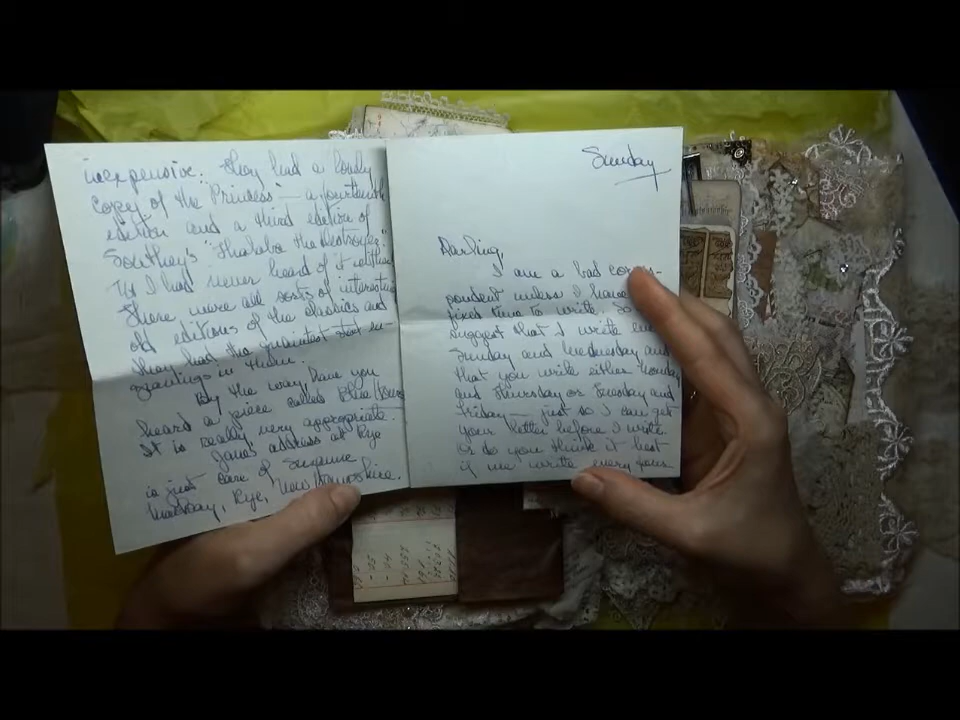 inexpensive. They had a lovely
copy of the Princess — a fourteenth
edition and a third edition of
Southey's "Thalaba the Destroyer."
I had never heard of it either.
There were all sorts of interesting
old editions of the classics and
they had the quaintest steel en-
gravings in them.
By the way, have you
heard a piece called Blue Hours
It is really very appropriate.
Jane's address at Rye
is just care of Suzanne
Mackay, Rye, New Hampshire.
Sunday
Darling,
I am a bad corres-
pondent unless I have
fixed time to write. So
suggest that I write
Sunday and Wednesday and
that you write either Monday
and Thursday or Tuesday and
Friday — just so I can get
your letter before I write.
Or do you think it best
if we write every four